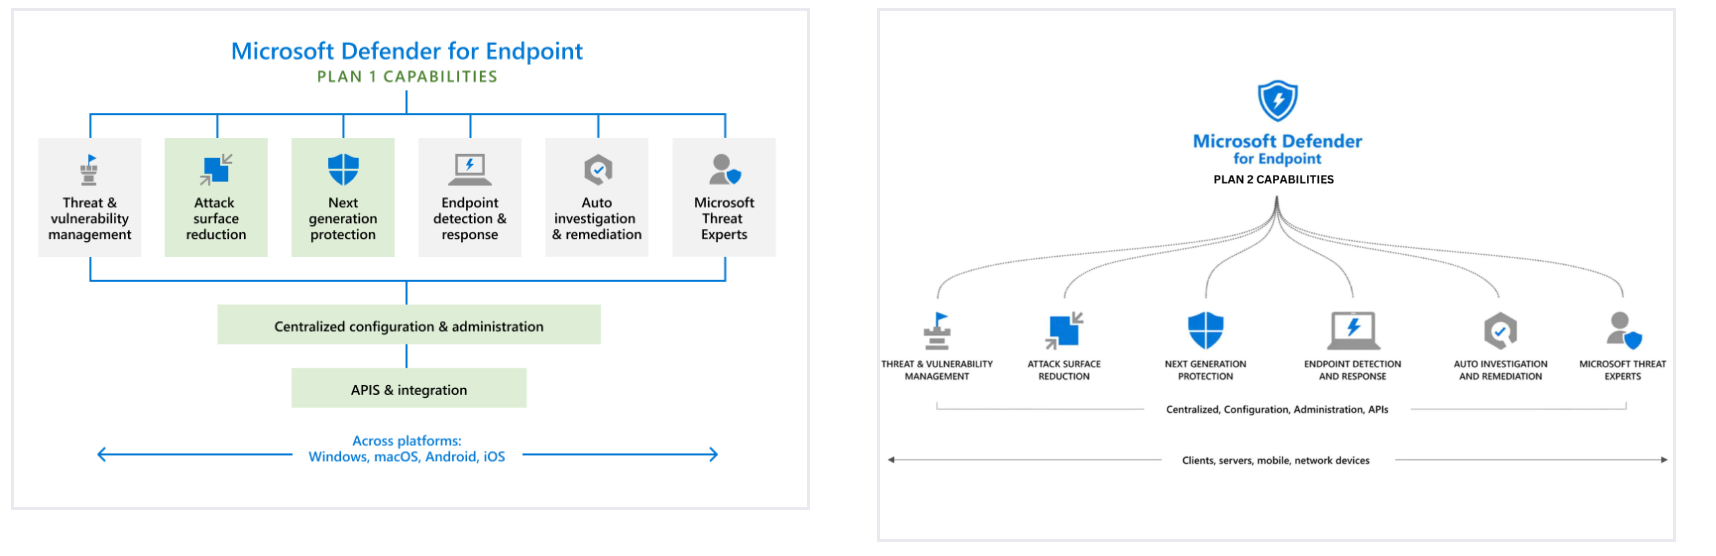 Microsoft Defender for Endpoint
PLAN 1 CAPABILITIES
Threat &
vulnerability
management
Attack
surface
reduction
Next
generation
protection
Endpoint
detection &
response
Auto
investigation
& remediation
Microsoft
Threat
Experts
Centralized configuration & administration
APIS & integration
Across platforms:
Windows, macOS, Android, iOS
Microsoft Defender
for Endpoint
PLAN 2 CAPABILITIES
THREAT & VULNERABILITY
MANAGEMENT
ATTACK SURFACE
REDUCTION
NEXT GENERATION
PROTECTION
ENDPOINT DETECTION
AND RESPONSE
AUTO INVESTIGATION
AND REMEDIATION
MICROSOFT THREAT
EXPERTS
Centralized, Configuration, Administration, APIs
Clients, servers, mobile, network devices